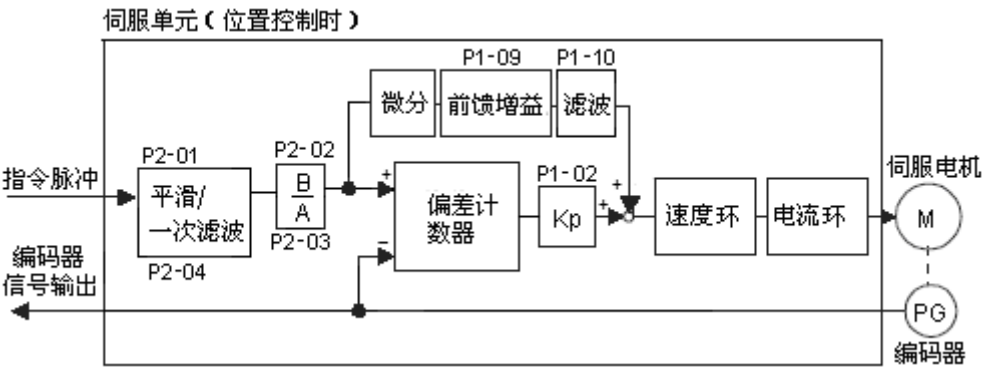 伺服单元(位置控制时)
P1-09
P1-10
微分
前馈增益
滤波
P2-01
P2-02
指令脉冲
平滑/
一次滤波
B
A
P2-03
P2-04
+
−
偏差计
数器
P1-02
Kp
+
+
速度环
电流环
伺服电机
M
编码器
信号输出
PG
编码器